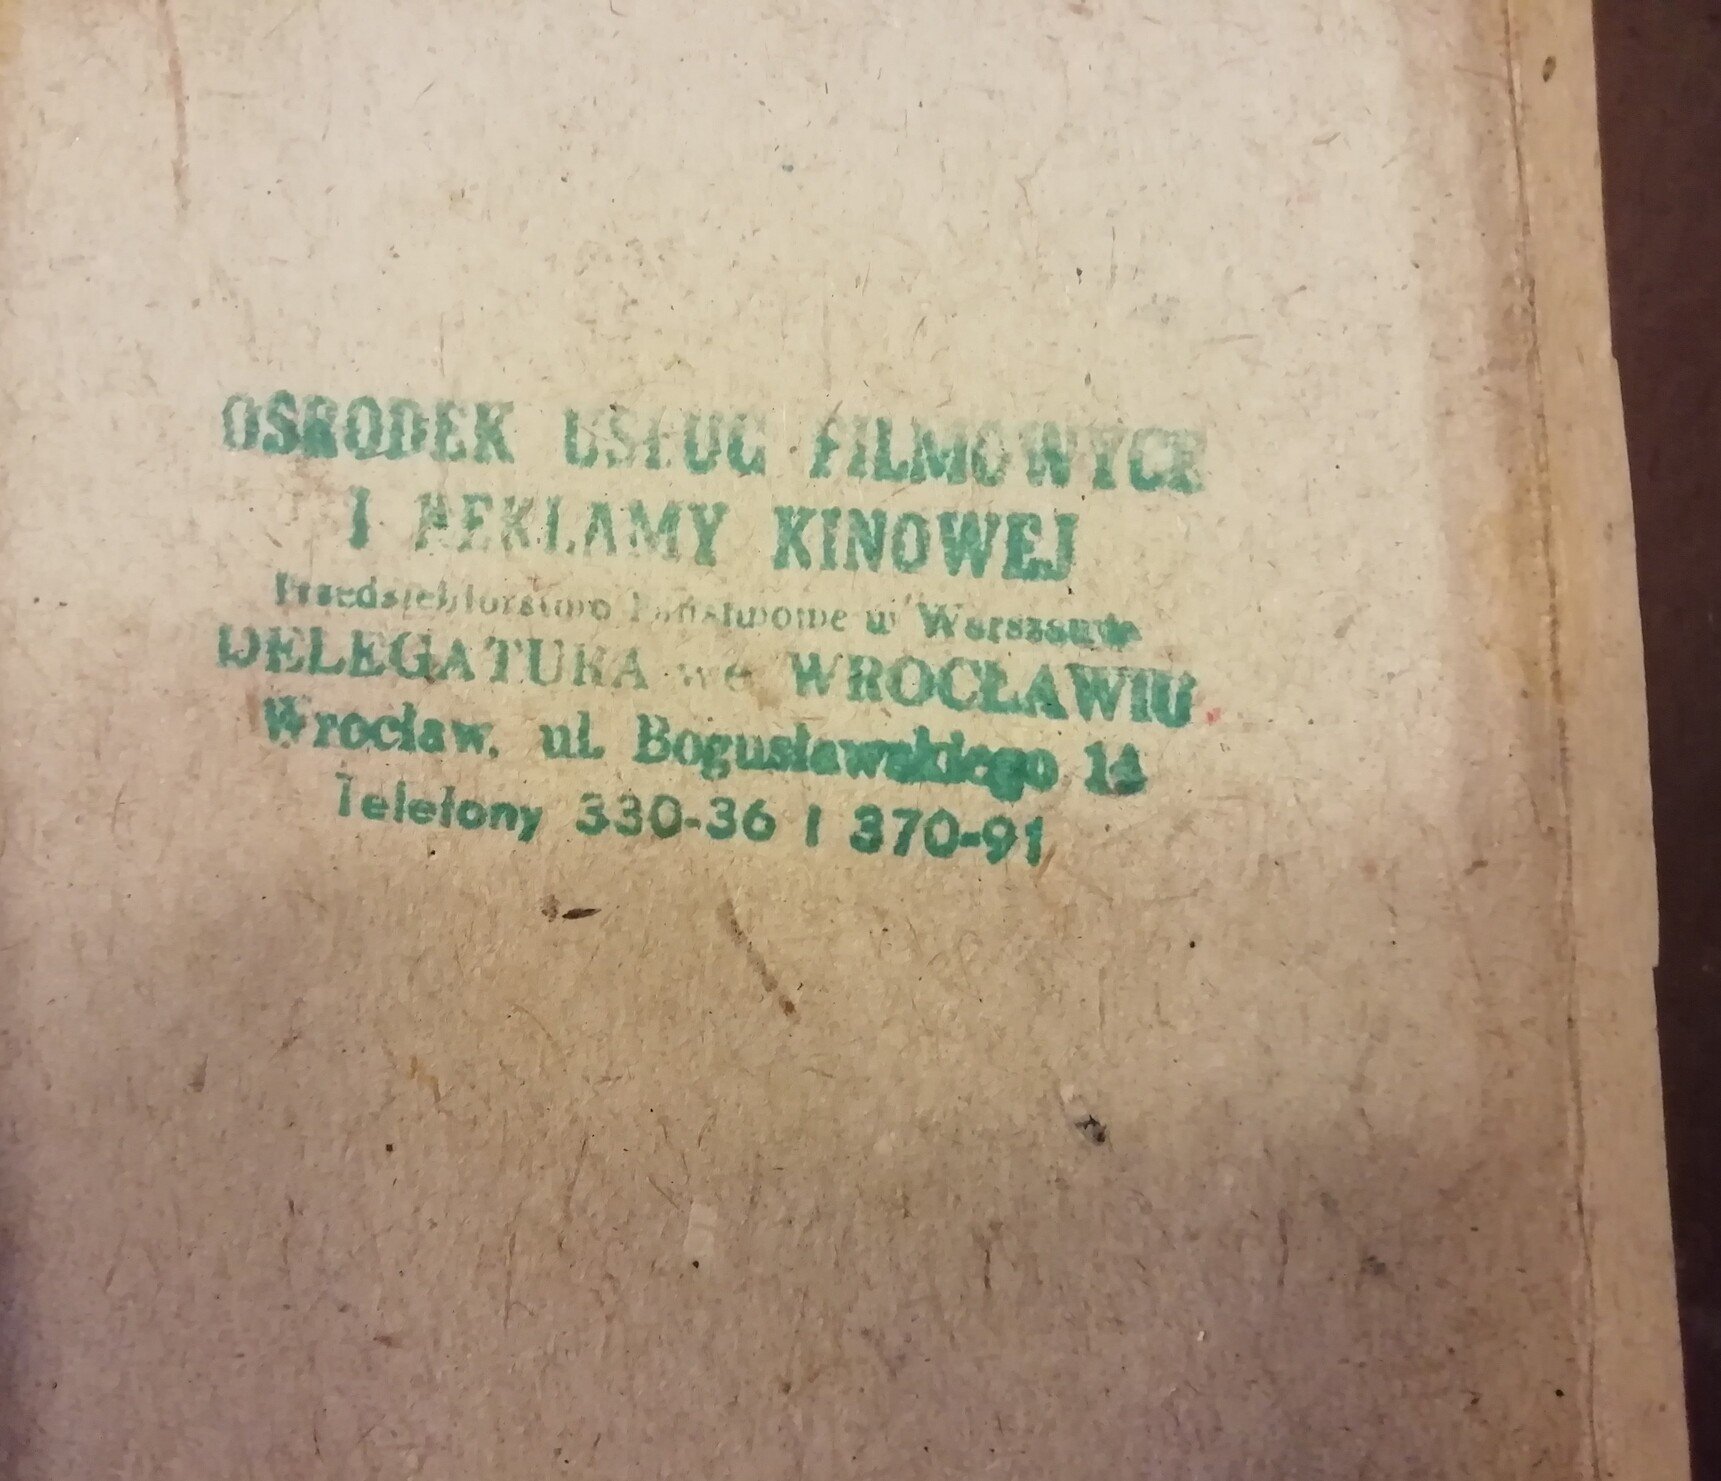 OŚRODEK USŁUG FILMOWYCH
I REKLAMY KINOWEJ
Przedsiębiorstwo Państwowe w Warszawie
DELEGATURA we WROCŁAWIU
Wrocław, ul. Bogusławskiego 14
Telefony 330-36 i 370-91